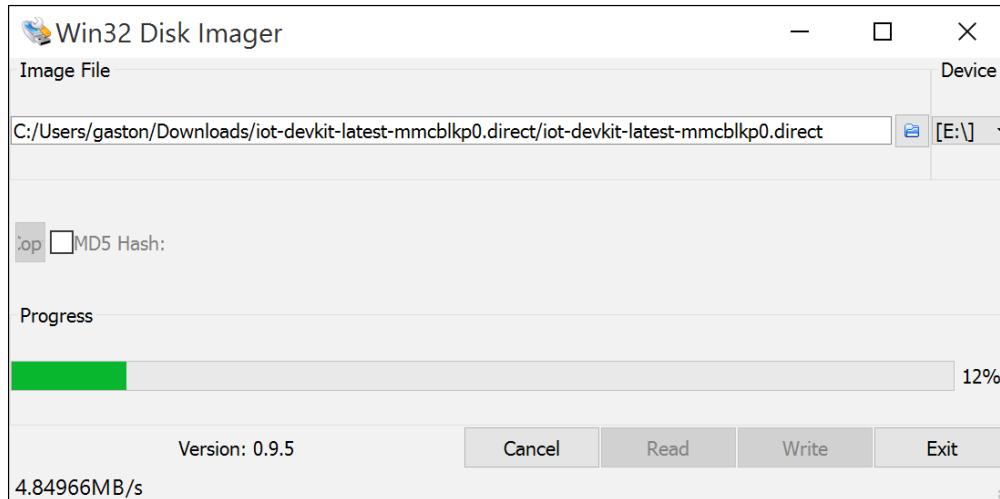 Win32 Disk Imager
Image File
Device
C:/Users/gaston/Downloads/iot-devkit-latest-mmcblkp0.direct/iot-devkit-latest-mmcblkp0.direct
[E:\]
MD5 Hash:
Progress
12%
Version: 0.9.5
Cancel
Read
Write
Exit
4.84966MB/s